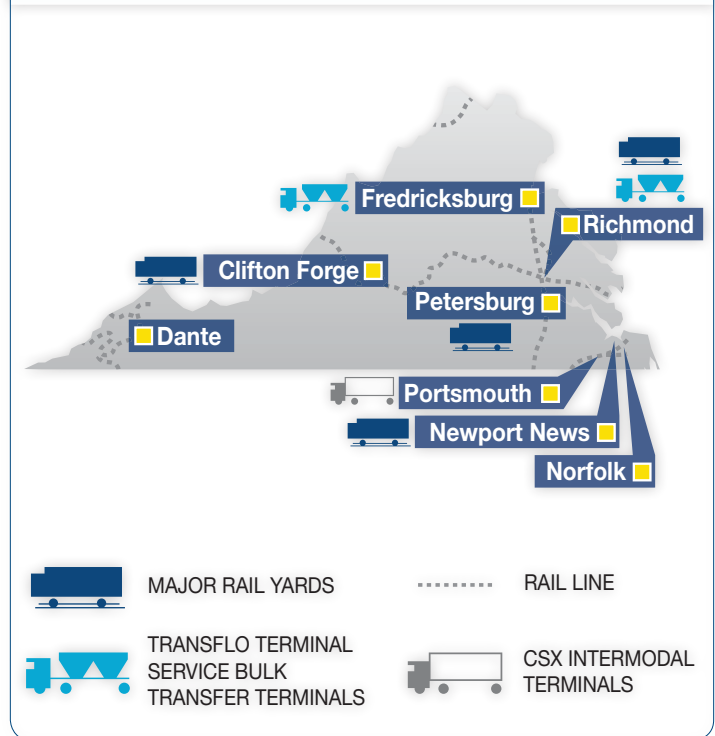 Fredricksburg
Richmond
Clifton Forge
Petersburg
Dante
Portsmouth
Newport News
Norfolk
MAJOR RAIL YARDS
RAIL LINE
TRANSFLO TERMINAL
SERVICE BULK
TRANSFER TERMINALS
CSX INTERMODAL
TERMINALS